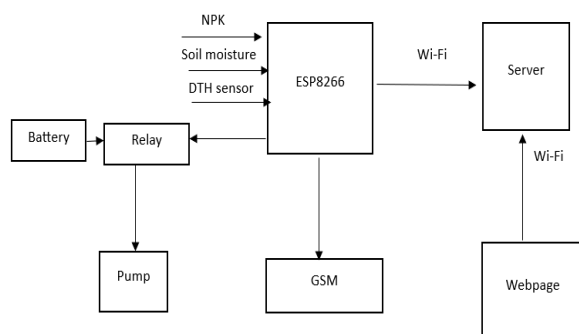 NPK
Soil moisture
DTH sensor
ESP8266
Wi-Fi
Server
Battery
Relay
Wi-Fi
Pump
GSM
Webpage